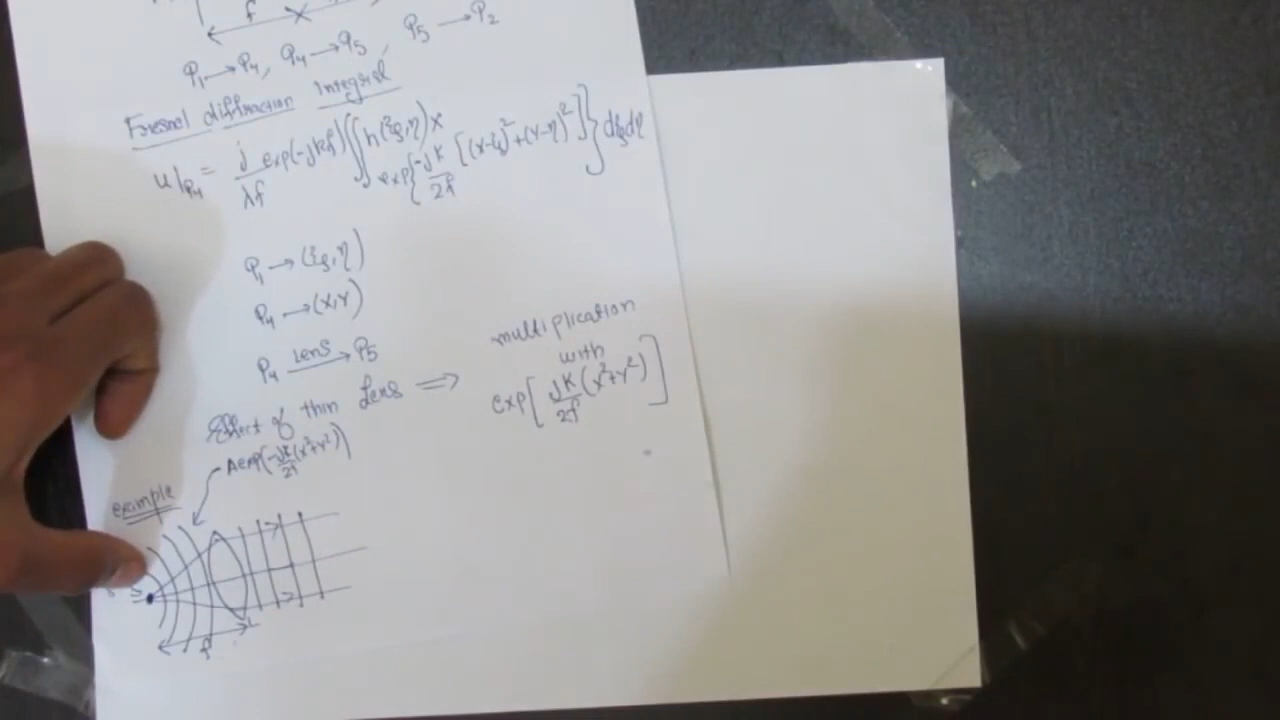 f
P₁ → P₄, P₄ → P₅, P₅ → P₂
Fresnel diffraction Integral
U|P₄ = j/λf exp(-jkf) ∫∫ { h(ξ,η) x
exp{ -jk/2f [(x-ξ)² + (Y-η)²] } dξdη
P₁ → (ξ,η)
P₄ → (x,Y)
P₄ Lens → P₅
Effect of thin Lens ⟹ multiplication
with
exp[ jk/2f (x²+Y²) ]
A exp(-jk/2f (x²+Y²))
example
S
L
f